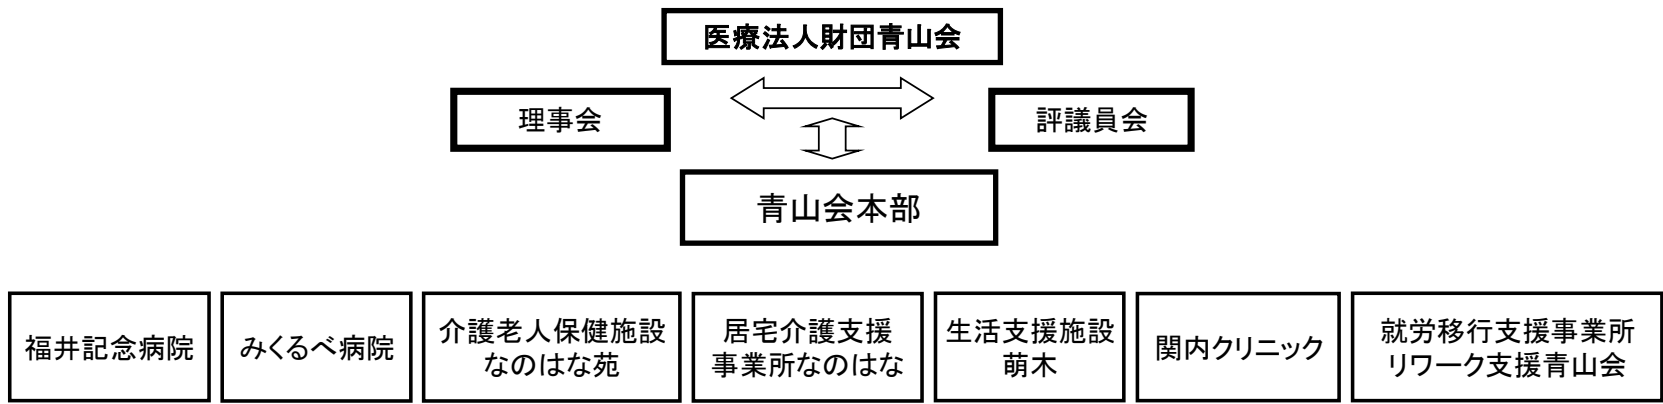 医療法人財団青山会
理事会
評議員会
青山会本部
福井記念病院
みくるべ病院
介護老人保健施設
なのはな苑
居宅介護支援
事業所なのはな
生活支援施設
萌木
関内クリニック
就労移行支援事業所
リワーク支援青山会